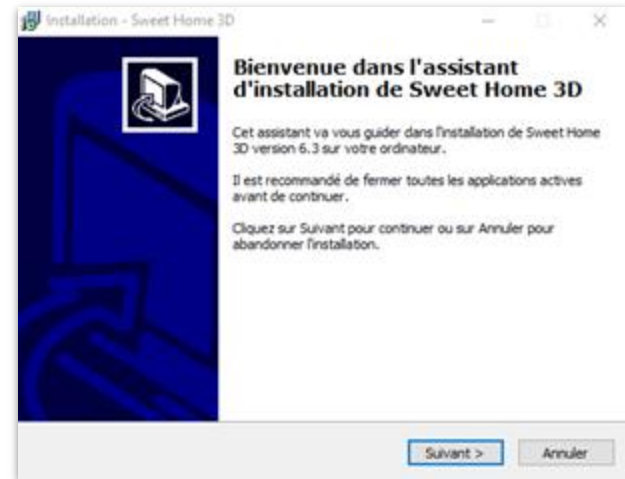 Installation - Sweet Home 3D
Bienvenue dans l'assistant
d'installation de Sweet Home 3D
Cet assistant va vous guider dans l'installation de Sweet Home
3D version 6.3 sur votre ordinateur.
Il est recommandé de fermer toutes les applications actives
avant de continuer.
Cliquez sur Suivant pour continuer ou sur Annuler pour
abandonner l'installation.
Suivant >
Annuler